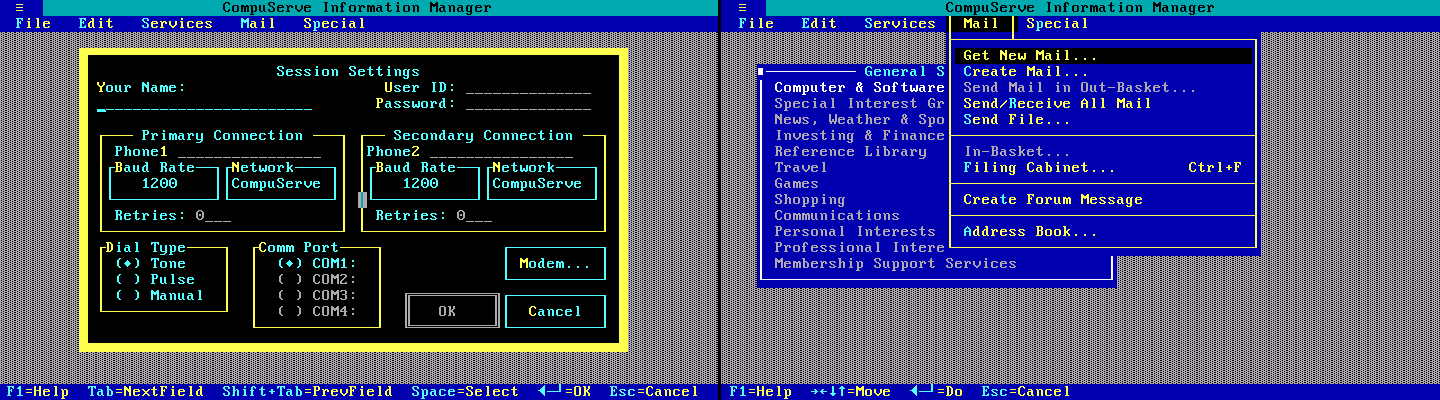 ≡ CompuServe Information Manager
File Edit Services Mail Special
Session Settings
Your Name: User ID: ______________
_______________________ Password: ______________
Primary Connection
Phone1_________________
Baud Rate Network
1200 CompuServe
Retries: 0___
Secondary Connection
Phone2_________________
Baud Rate Network
1200 CompuServe
Retries: 0___
Dial Type
(♦) Tone
( ) Pulse
( ) Manual
Comm Port
(♦) COM1:
( ) COM2:
( ) COM3:
( ) COM4:
Modem...
OK Cancel
F1=Help Tab=NextField Shift+Tab=PrevField Space=Select ◄─┘=OK Esc=Cancel
≡ CompuServe Information Manager
File Edit Services Mail Special
Get New Mail...
Create Mail...
Send Mail in Out-Basket...
Send/Receive All Mail
Send File...
In-Basket...
Filing Cabinet... Ctrl+F
Create Forum Message
Address Book...
General S
Computer & Software
Special Interest Gr
News, Weather & Spo
Investing & Finance
Reference Library
Travel
Games
Shopping
Communications
Personal Interests
Professional Intere
Membership Support Services
F1=Help →←↓↑=Move ◄─┘=Do Esc=Cancel